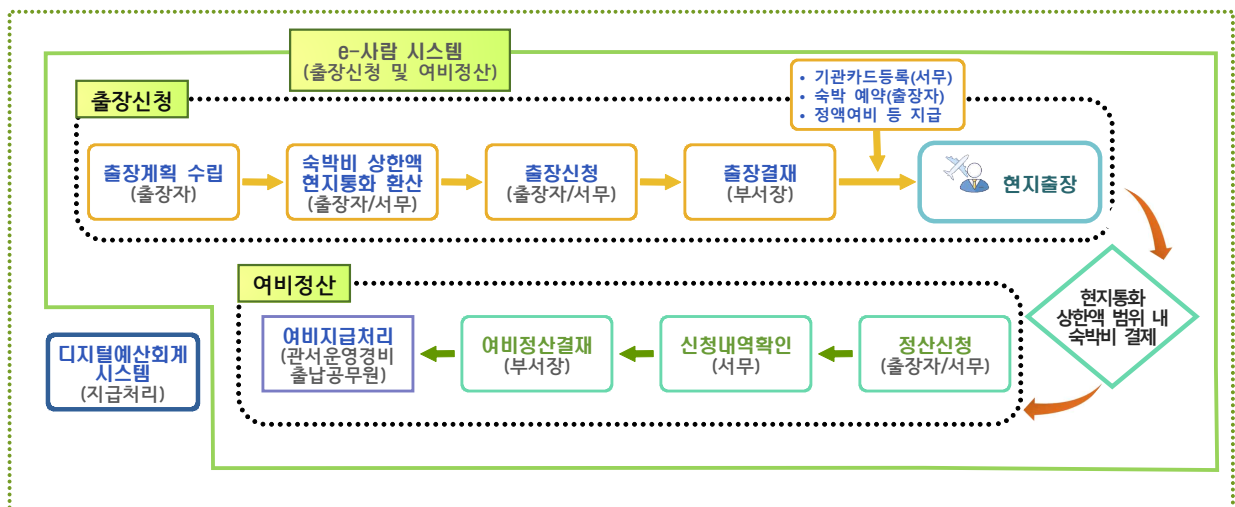 e-사람 시스템
(출장신청 및 여비정산)
출장신청
• 기관카드등록(서무)
• 숙박 예약(출장자)
• 정액여비 등 지급
출장계획 수립
(출장자)
숙박비 상한액
현지통화 환산
(출장자/서무)
출장신청
(출장자/서무)
출장결재
(부서장)
현지출장
현지통화
상한액 범위 내
숙박비 결제
여비정산
정산신청
(출장자/서무)
신청내역확인
(서무)
여비정산결재
(부서장)
여비지급처리
(관서운영경비
출납공무원)
디지털예산회계
시스템
(지급처리)